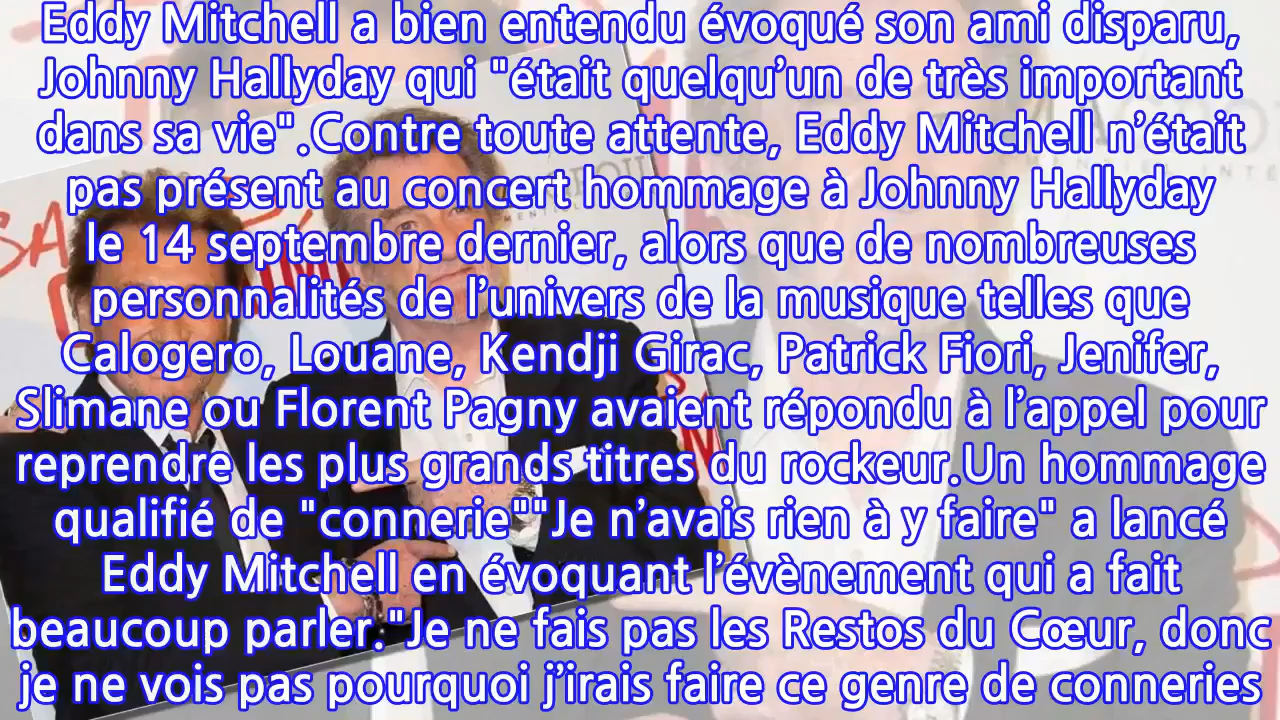 Eddy Mitchell a bien entendu évoqué son ami disparu,
Johnny Hallyday qui "était quelqu’un de très important
dans sa vie".Contre toute attente, Eddy Mitchell n’était
pas présent au concert hommage à Johnny Hallyday
le 14 septembre dernier, alors que de nombreuses
personnalités de l’univers de la musique telles que
Calogero, Louane, Kendji Girac, Patrick Fiori, Jenifer,
Slimane ou Florent Pagny avaient répondu à l’appel pour
reprendre les plus grands titres du rockeur.Un hommage
qualifié de "connerie""Je n’avais rien à y faire" a lancé
Eddy Mitchell en évoquant l’évènement qui a fait
beaucoup parler."Je ne fais pas les Restos du Cœur, donc
je ne vois pas pourquoi j’irais faire ce genre de conneries